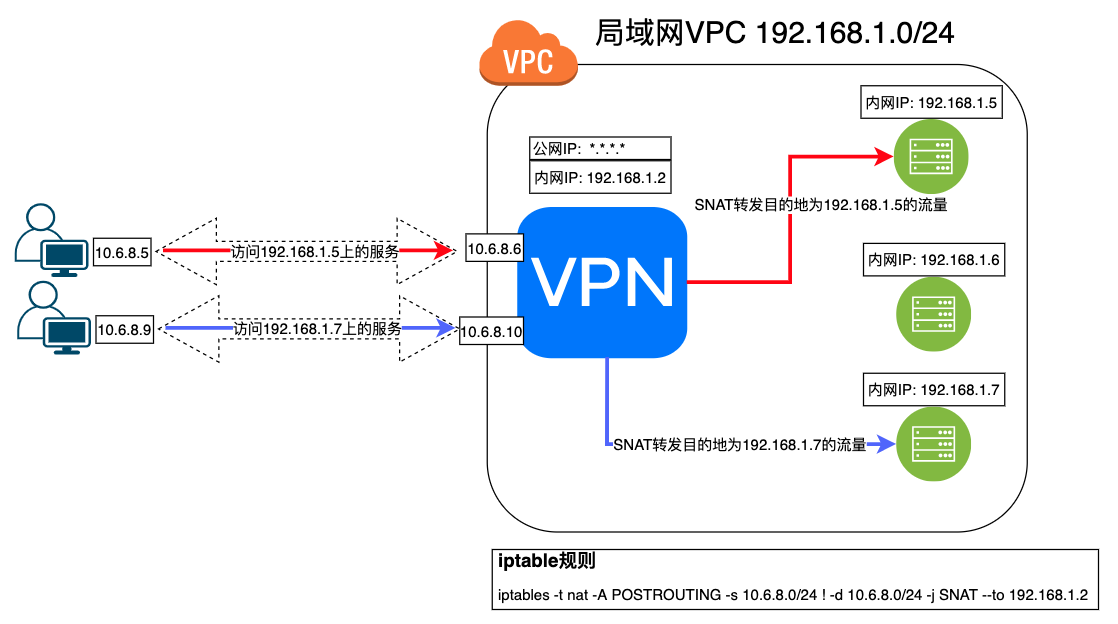 局域网VPC 192.168.1.0/24
VPC
内网IP: 192.168.1.5
公网IP: *.*.*.*
内网IP: 192.168.1.2
SNAT转发目的地为192.168.1.5的流量
10.6.8.5
访问192.168.1.5上的服务
10.6.8.6
VPN
内网IP: 192.168.1.6
10.6.8.9
访问192.168.1.7上的服务
10.6.8.10
内网IP: 192.168.1.7
SNAT转发目的地为192.168.1.7的流量
iptable规则
iptables -t nat -A POSTROUTING -s 10.6.8.0/24 ! -d 10.6.8.0/24 -j SNAT --to 192.168.1.2